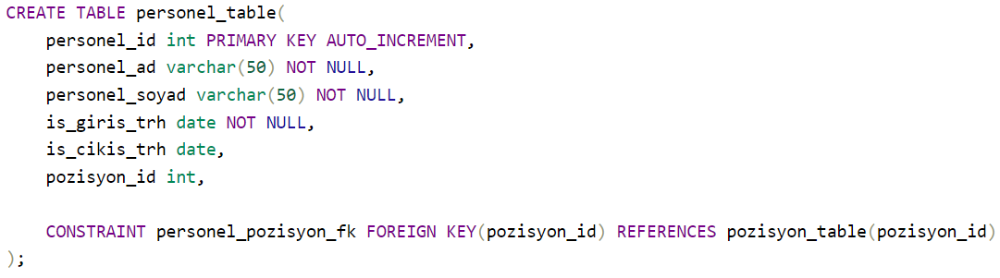 CREATE TABLE personel_table(
personel_id int PRIMARY KEY AUTO_INCREMENT,
personel_ad varchar(50) NOT NULL,
personel_soyad varchar(50) NOT NULL,
is_giris_trh date NOT NULL,
is_cikis_trh date,
pozisyon_id int,
CONSTRAINT personel_pozisyon_fk FOREIGN KEY(pozisyon_id) REFERENCES pozisyon_table(pozisyon_id)
);